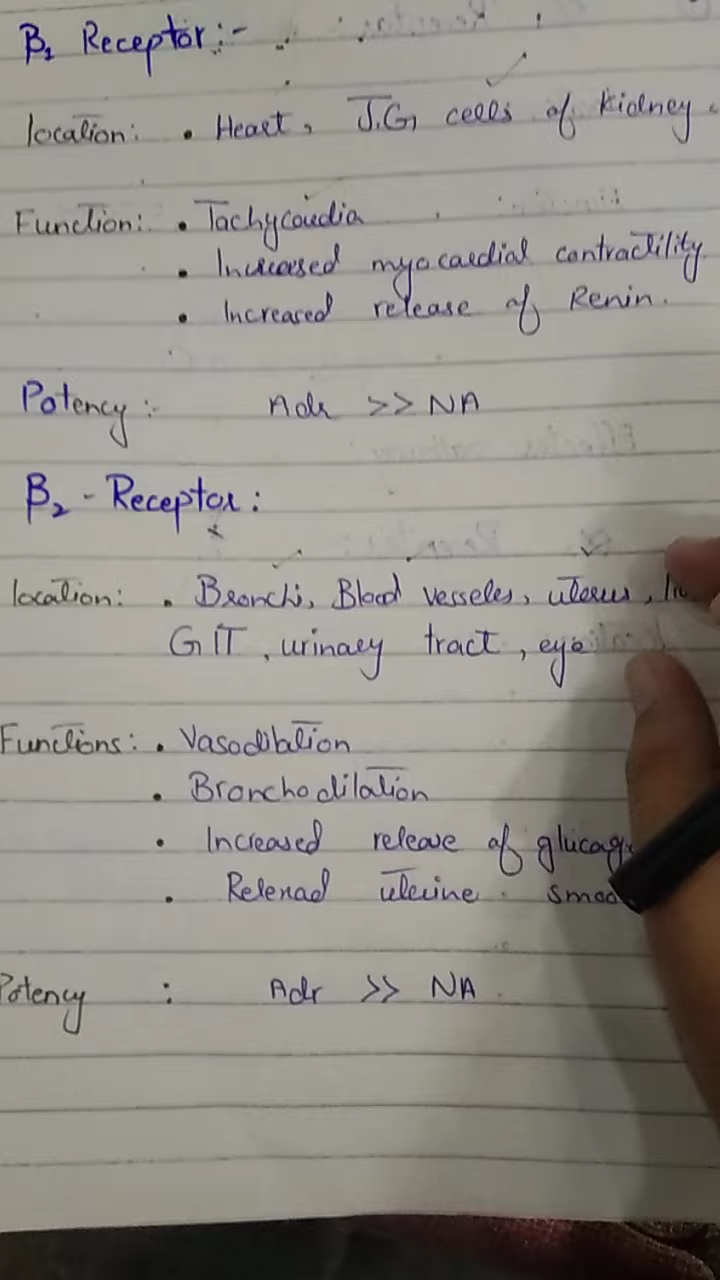 β₁ Receptor:-
location: • Heart, J.G cells of kidney.
Function: • Tachycardia
• Increased myocardial contractility
• Increased release of Renin.
Potency:- Adr >> NA
β₂ - Receptor:
location: • Bronchi, Blood vesseles, uterus,
GIT, urinary tract, eye
Functions: • Vasodilation
• Bronchodilation
• Increased release of
• Relexad uterine
Potency : Adr >> NA